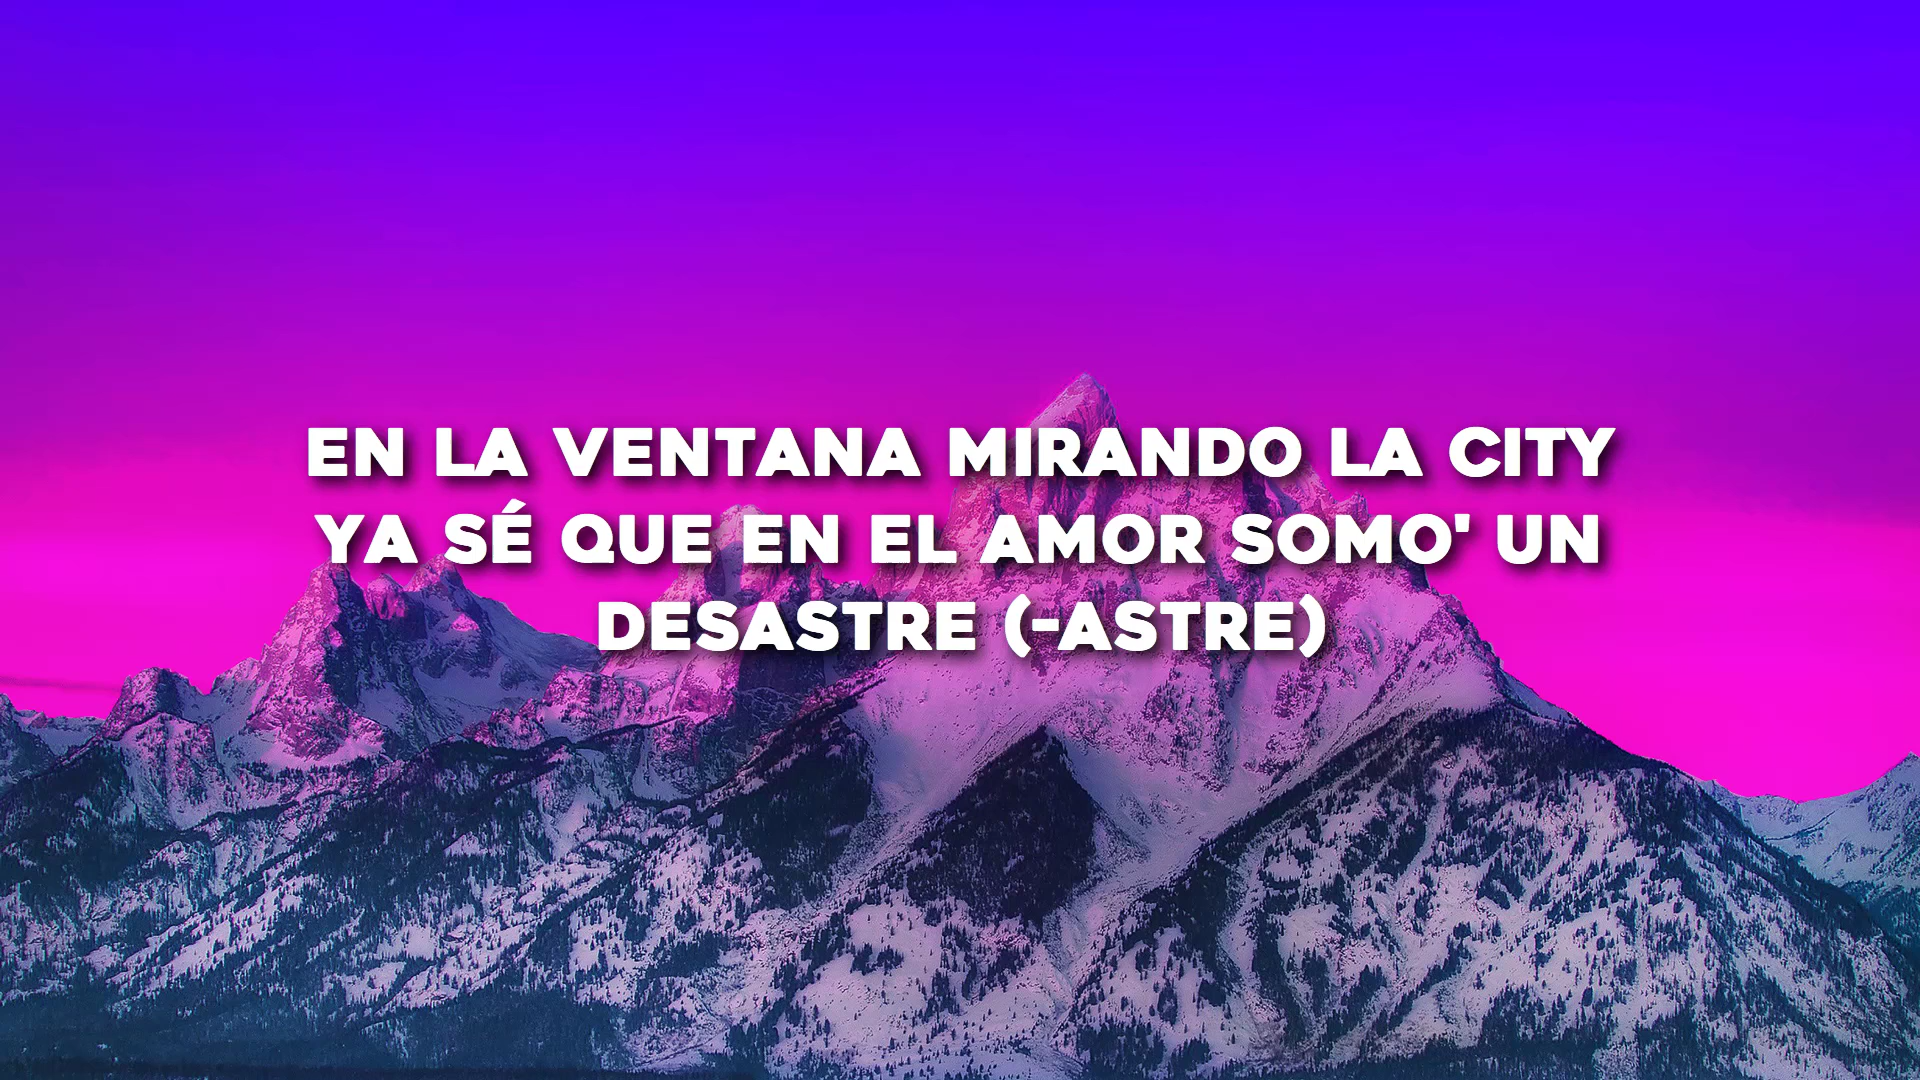 EN LA VENTANA MIRANDO LA CITY
YA SÉ QUE EN EL AMOR SOMO' UN
DESASTRE (-ASTRE)